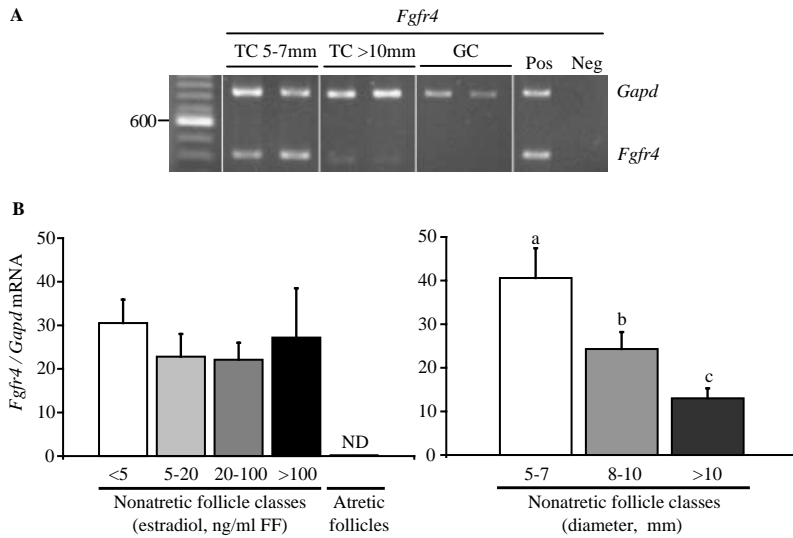 A
Fgfr4
TC 5-7mm TC >10mm GC Pos Neg
Gapd
600
Fgfr4
B
Fgfr4 / Gapd mRNA
50
40
30
20
10
0
ND
<5 5-20 20-100 >100
Nonatretic follicle classes
(estradiol, ng/ml FF)
Atretic
follicles
50
40
30
20
10
0
a
b
c
5-7 8-10 >10
Nonatretic follicle classes
(diameter, mm)